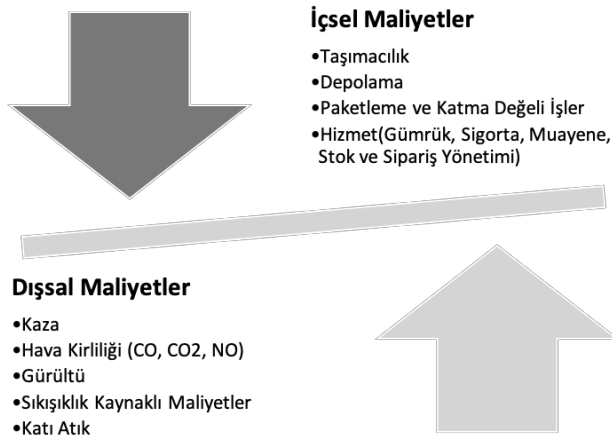 İçsel Maliyetler
•Taşımacılık
•Depolama
•Paketleme ve Katma Değeli İşler
•Hizmet(Gümrük, Sigorta, Muayene,
Stok ve Sipariş Yönetimi)
Dışsal Maliyetler
•Kaza
•Hava Kirliliği (CO, CO2, NO)
•Gürültü
•Sıkışıklık Kaynaklı Maliyetler
•Katı Atık